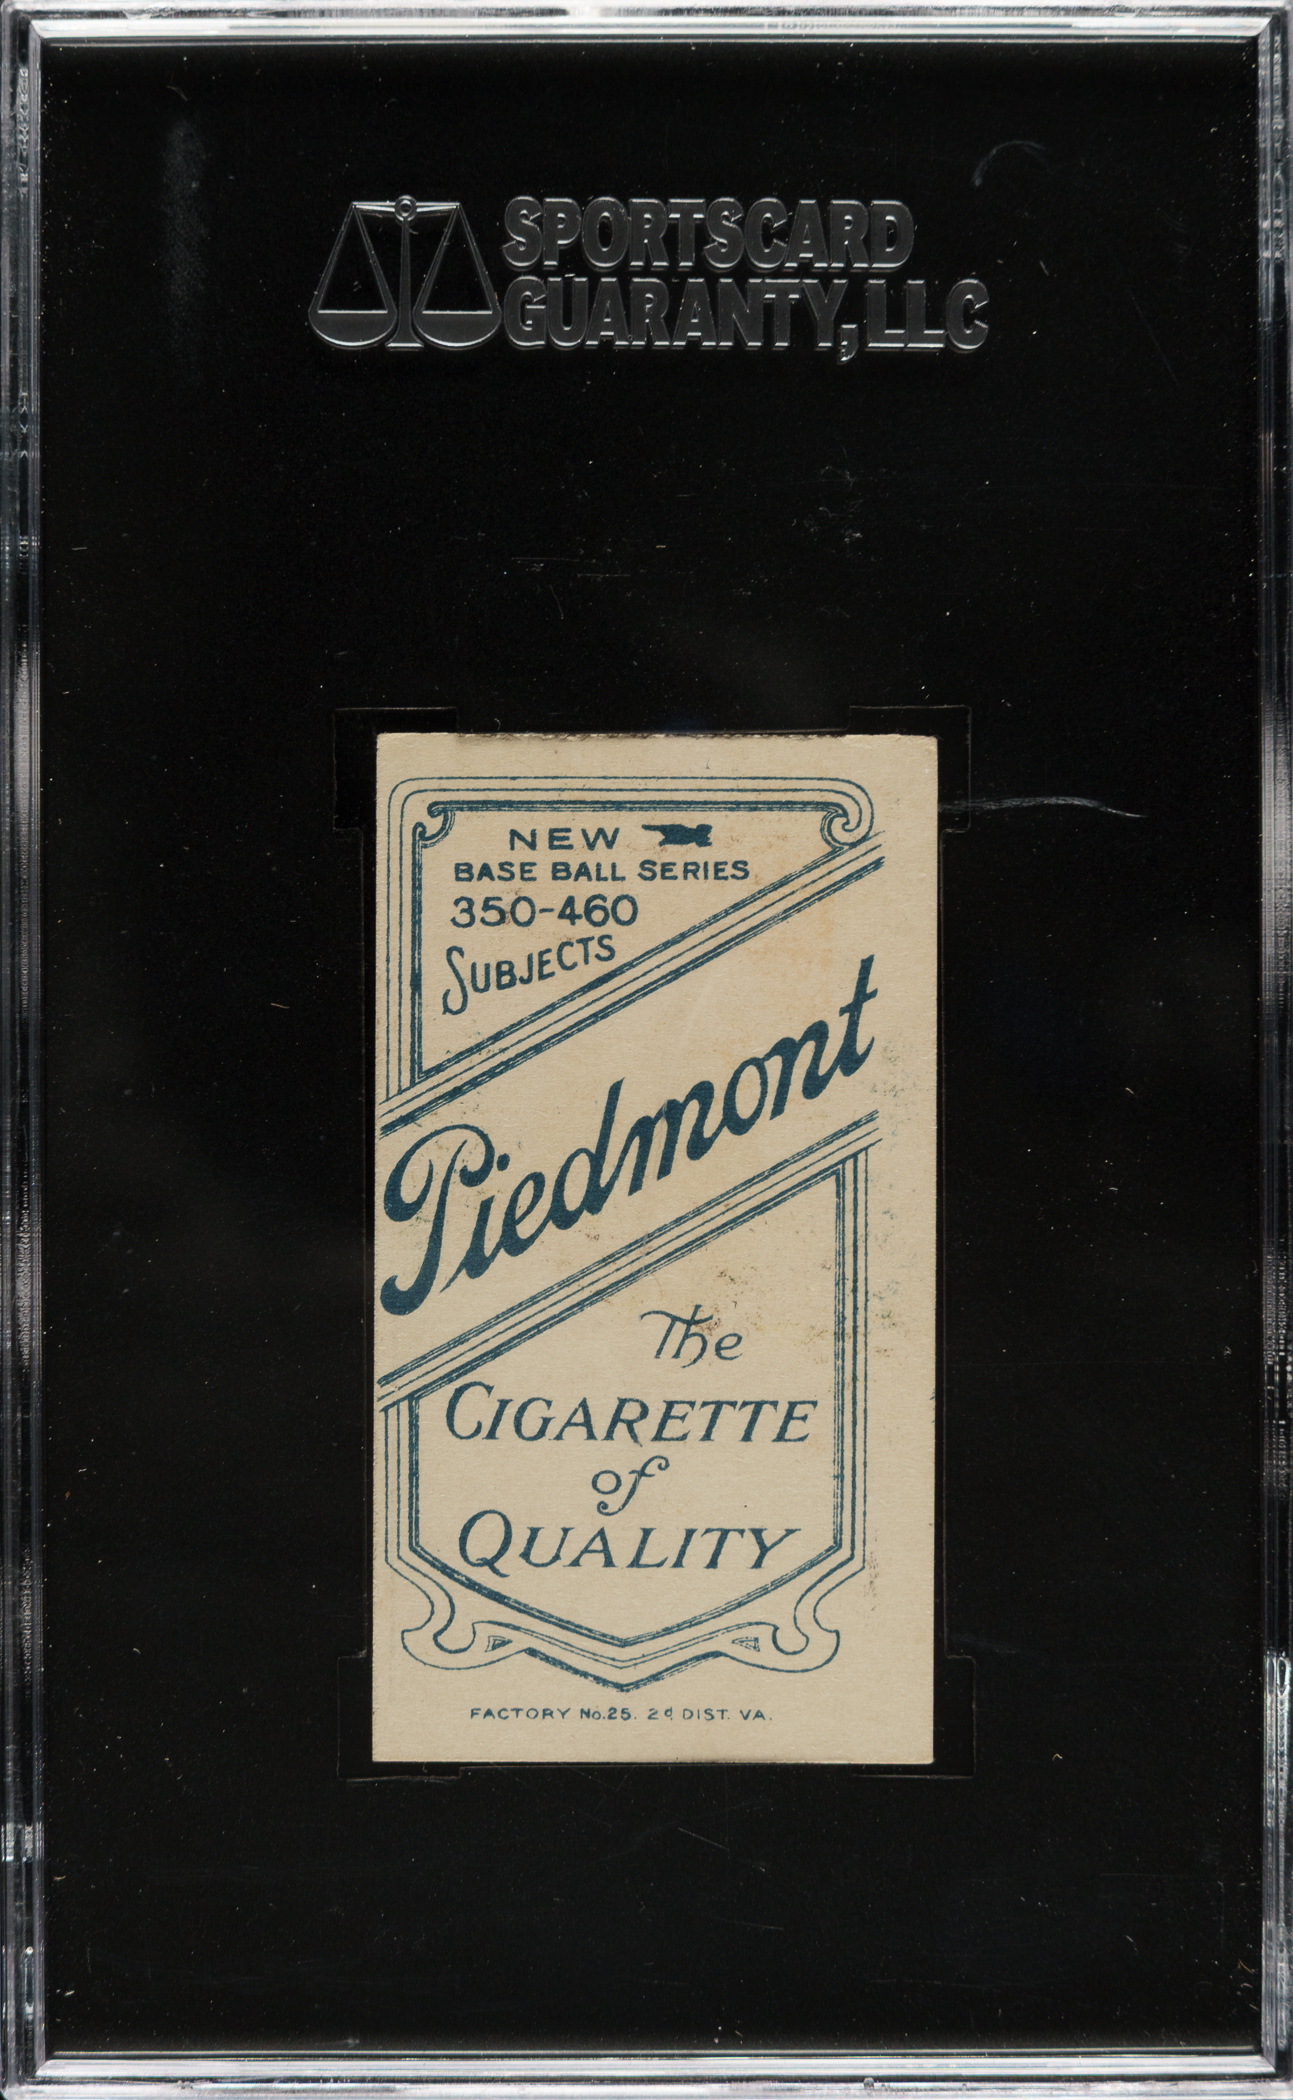 SPORTSCARD
GUARANTY, LLC
NEW
BASE BALL SERIES
350-460
SUBJECTS
Piedmont
The
CIGARETTE
of
QUALITY
FACTORY No.25. 2d DIST. VA.